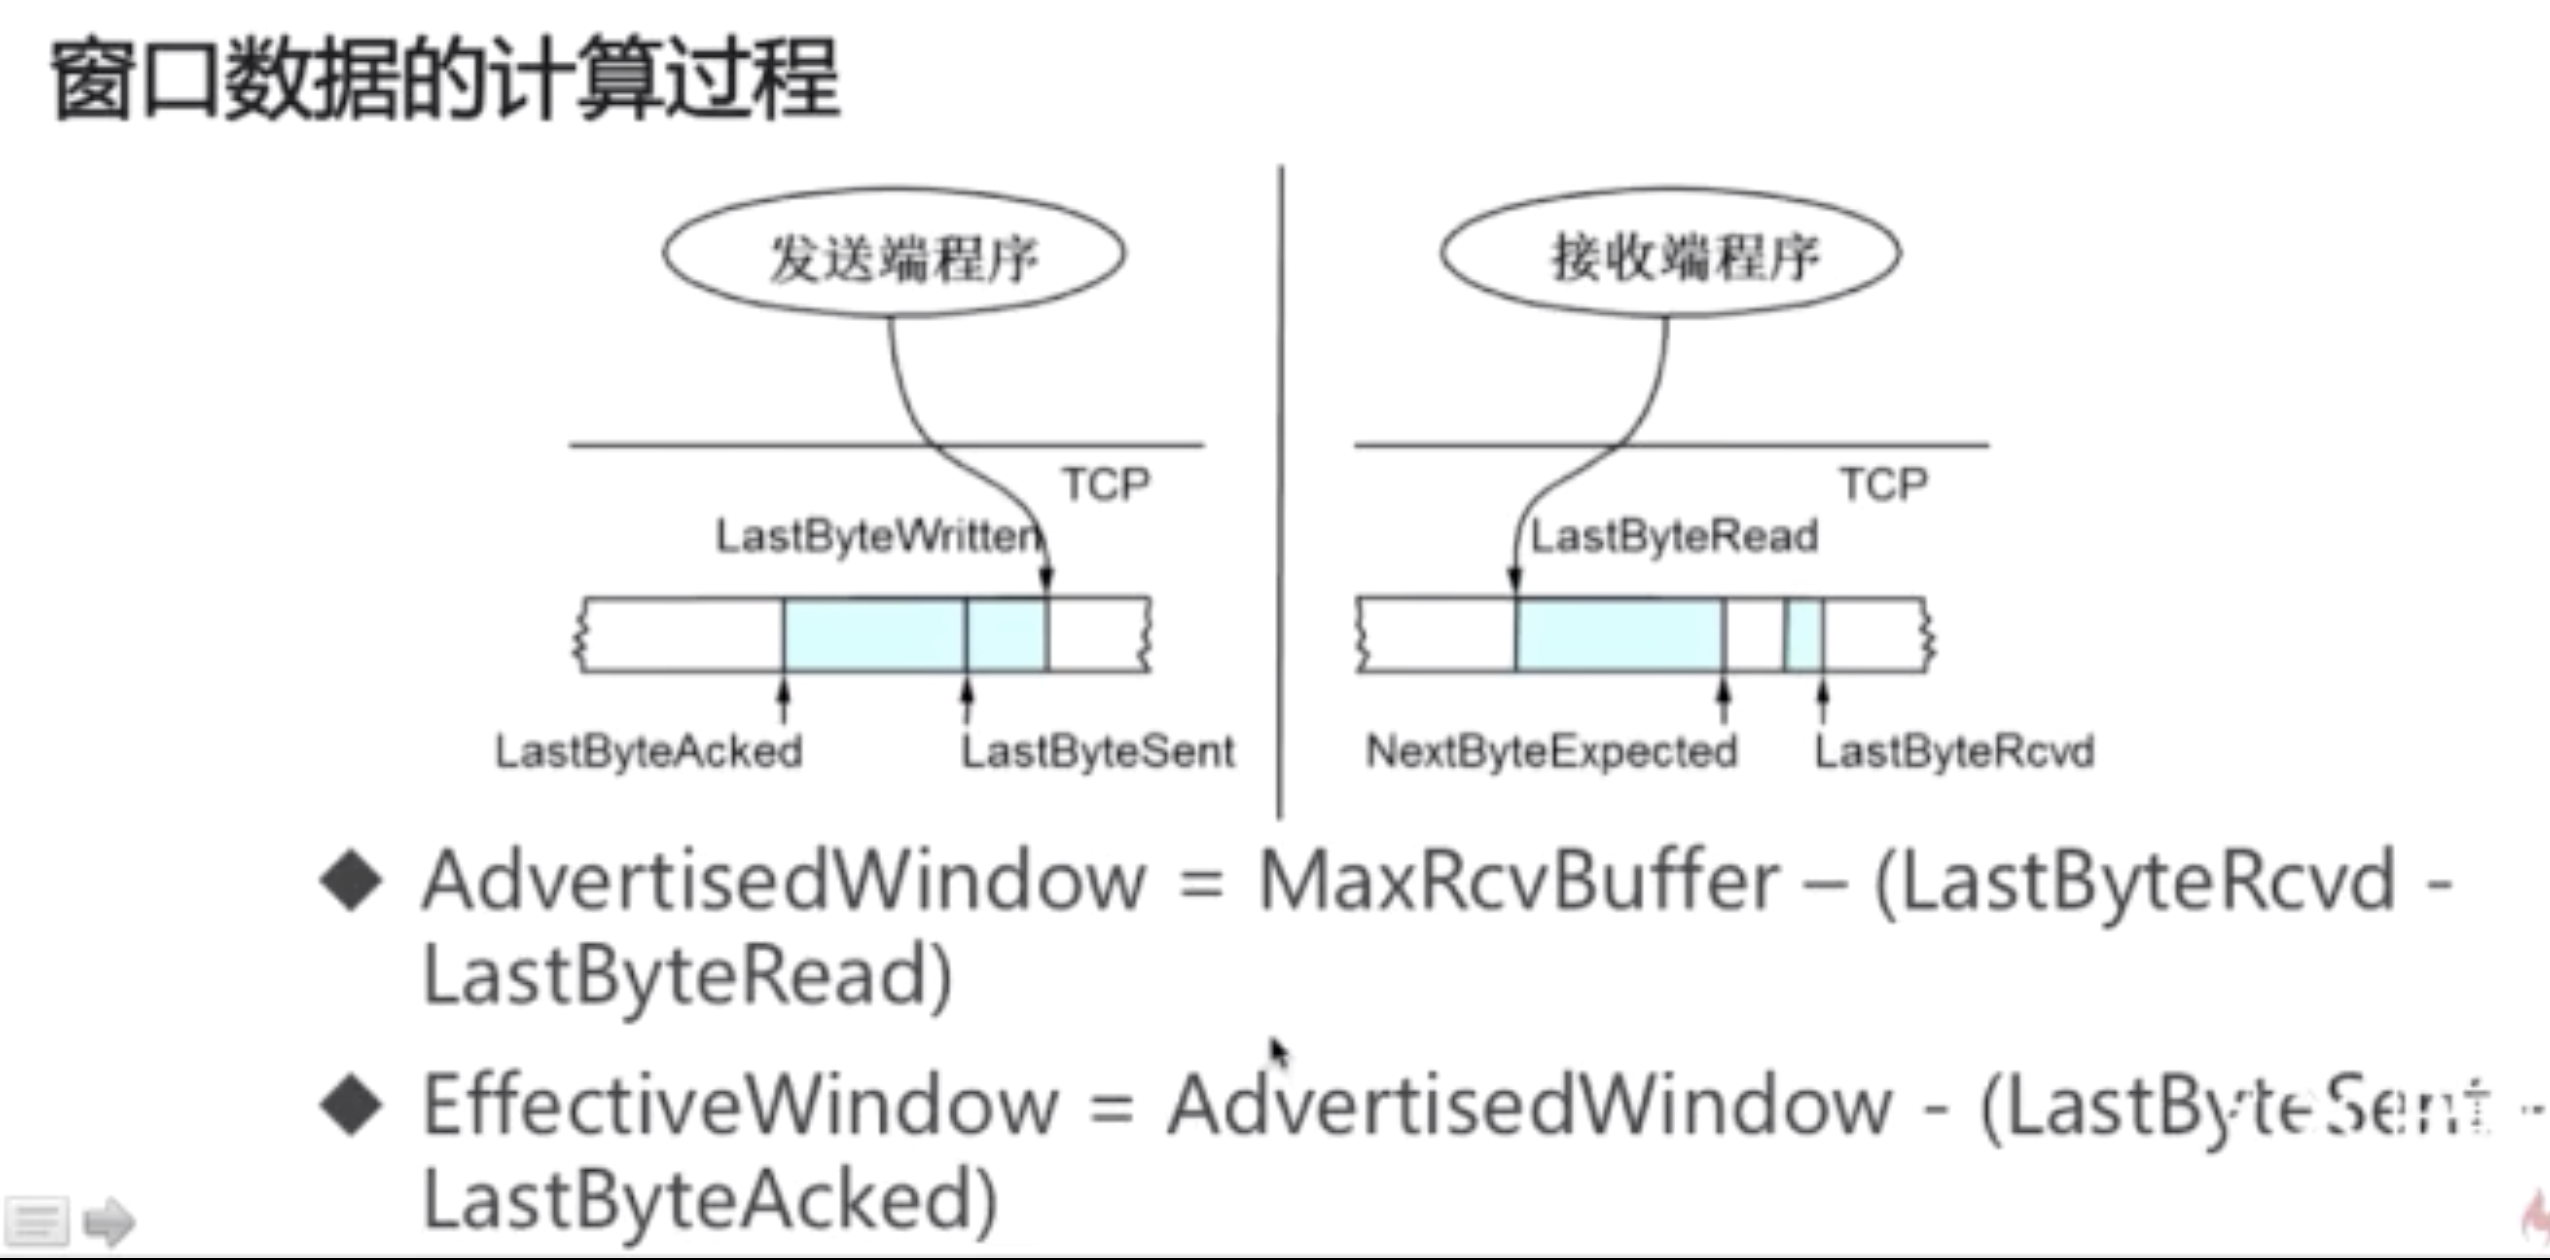 窗口数据的计算过程
发送端程序
接收端程序
TCP
TCP
LastByteWritten
LastByteRead
LastByteAcked
LastByteSent
NextByteExpected
LastByteRcvd
AdvertisedWindow = MaxRcvBuffer – (LastByteRcvd -
LastByteRead)
EffectiveWindow = AdvertisedWindow - (LastByteSent -
LastByteAcked)